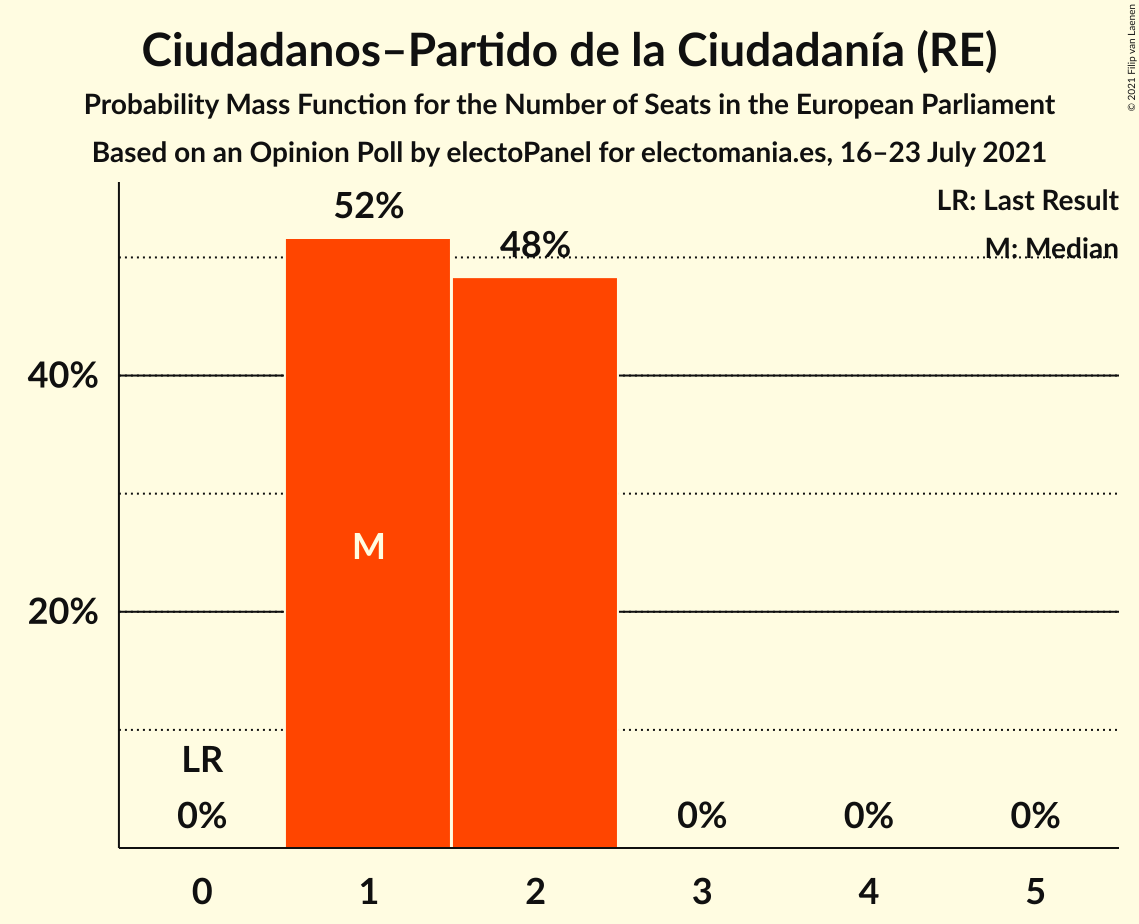 Ciudadanos–Partido de la Ciudadanía (RE)
Probability Mass Function for the Number of Seats in the European Parliament
Based on an Opinion Poll by electoPanel for electomania.es, 16–23 July 2021
© 2021 Filip van Laenen
LR: Last Result
M: Median
52%
48%
40%
20%
M
LR
0%
0%
0%
0%
0
1
2
3
4
5